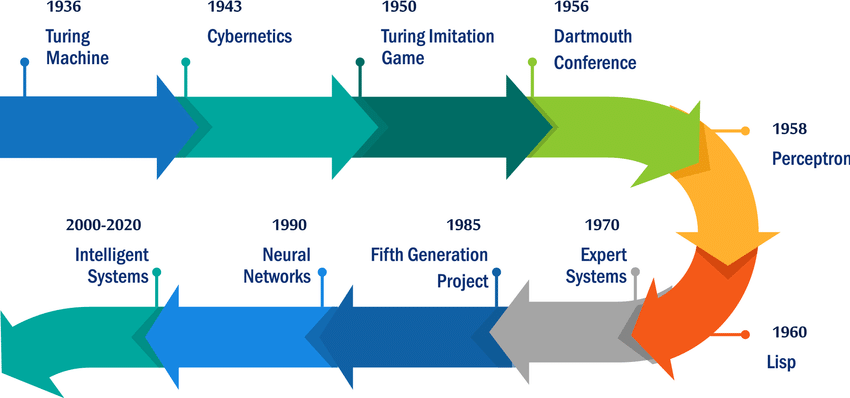 1936
Turing
Machine
1943
Cybernetics
1950
Turing Imitation
Game
1956
Dartmouth
Conference
1958
Perceptron
1960
Lisp
1970
Expert
Systems
1985
Fifth Generation
Project
1990
Neural
Networks
2000-2020
Intelligent
Systems